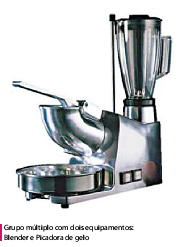 Grupo múltiplo com dois equipamentos:
Blender e Picadora de gelo